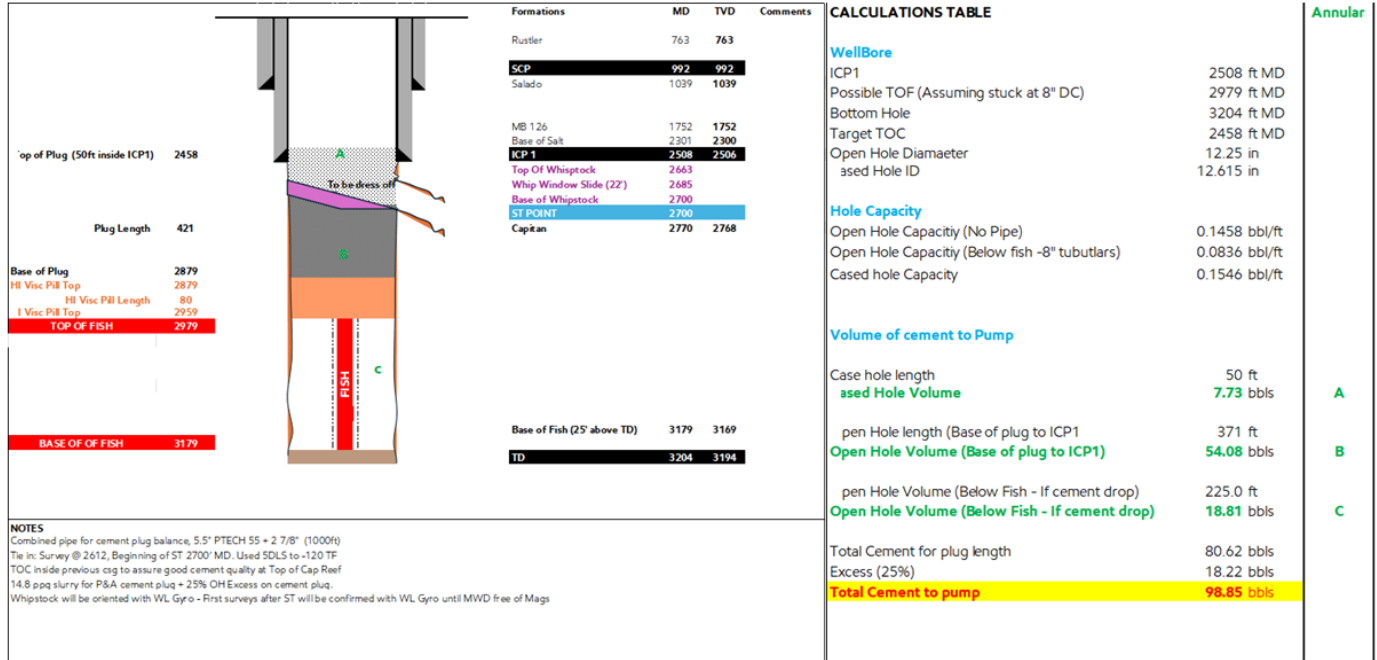 Formations MD TVD Comments
Rustler 763 763
SCP 992 992
Salado 1039 1039
MB 126 1752 1752
Base of Salt 2301 2300
ICP 1 2508 2506
Top Of Whisptock 2663
Whip Window Slide (22') 2685
Base of Whipstock 2700
ST POINT 2700
Capitan 2770 2768
Base of Fish (25' above TD) 3179 3169
TD 3204 3194
'op of Plug (50ft inside ICP1) 2458
Plug Length 421
Base of Plug 2879
HI Visc Pill Top 2879
HI Visc Pill Length 80
I Visc Pill Top 2959
TOP OF FISH 2979
BASE OF OF FISH 3179
A
To be dress off
B
FISH
C
NOTES
Combined pipe for cement plug balance, 5.5" PTECH 55 + 2 7/8" (1000ft)
Tie in: Survey @ 2612, Beginning of ST 2700' MD. Used 5DLS to -120 TF
TOC inside previous csg to assure good cement quality at Top of Cap Reef
14.8 ppq slurry for P&A cement pluq + 25% OH Excess on cement pluq.
Whipstock will be oriented with WL Gyro - First surveys after ST will be confirmed with WL Gyro until MWD free of Mags
CALCULATIONS TABLE Annular
WellBore
ICP1 2508 ft MD
Possible TOF (Assuming stuck at 8" DC) 2979 ft MD
Bottom Hole 3204 ft MD
Target TOC 2458 ft MD
Open Hole Diamaeter 12.25 in
ased Hole ID 12.615 in
Hole Capacity
Open Hole Capacitiy (No Pipe) 0.1458 bbl/ft
Open Hole Capacitiy (Below fish -8" tubutlars) 0.0836 bbl/ft
Cased hole Capacity 0.1546 bbl/ft
Volume of cement to Pump
Case hole length 50 ft
ased Hole Volume 7.73 bbls A
pen Hole length (Base of plug to ICP1 371 ft
Open Hole Volume (Base of plug to ICP1) 54.08 bbls B
pen Hole Volume (Below Fish - If cement drop) 225.0 ft
Open Hole Volume (Below Fish - If cement drop) 18.81 bbls C
Total Cement for plug length 80.62 bbls
Excess (25%) 18.22 bbls
Total Cement to pump 98.85 bbls